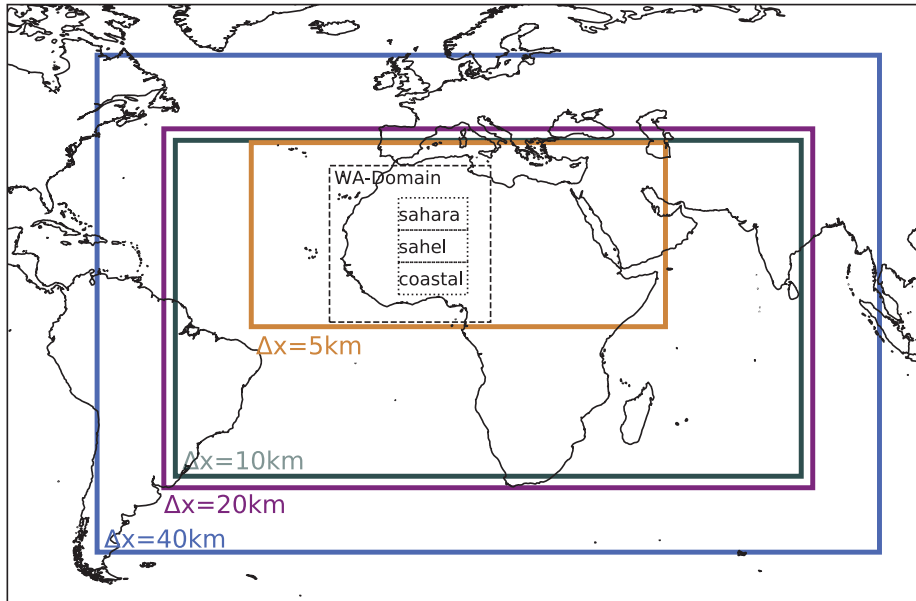 WA-Domain
sahara
sahel
coastal
Δx=5km
Δx=10km
Δx=20km
Δx=40km